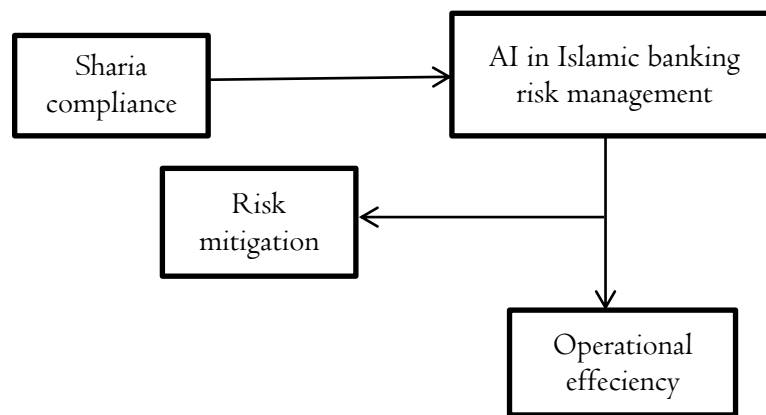 Sharia
compliance
AI in Islamic banking
risk management
Risk
mitigation
Operational
effeciency